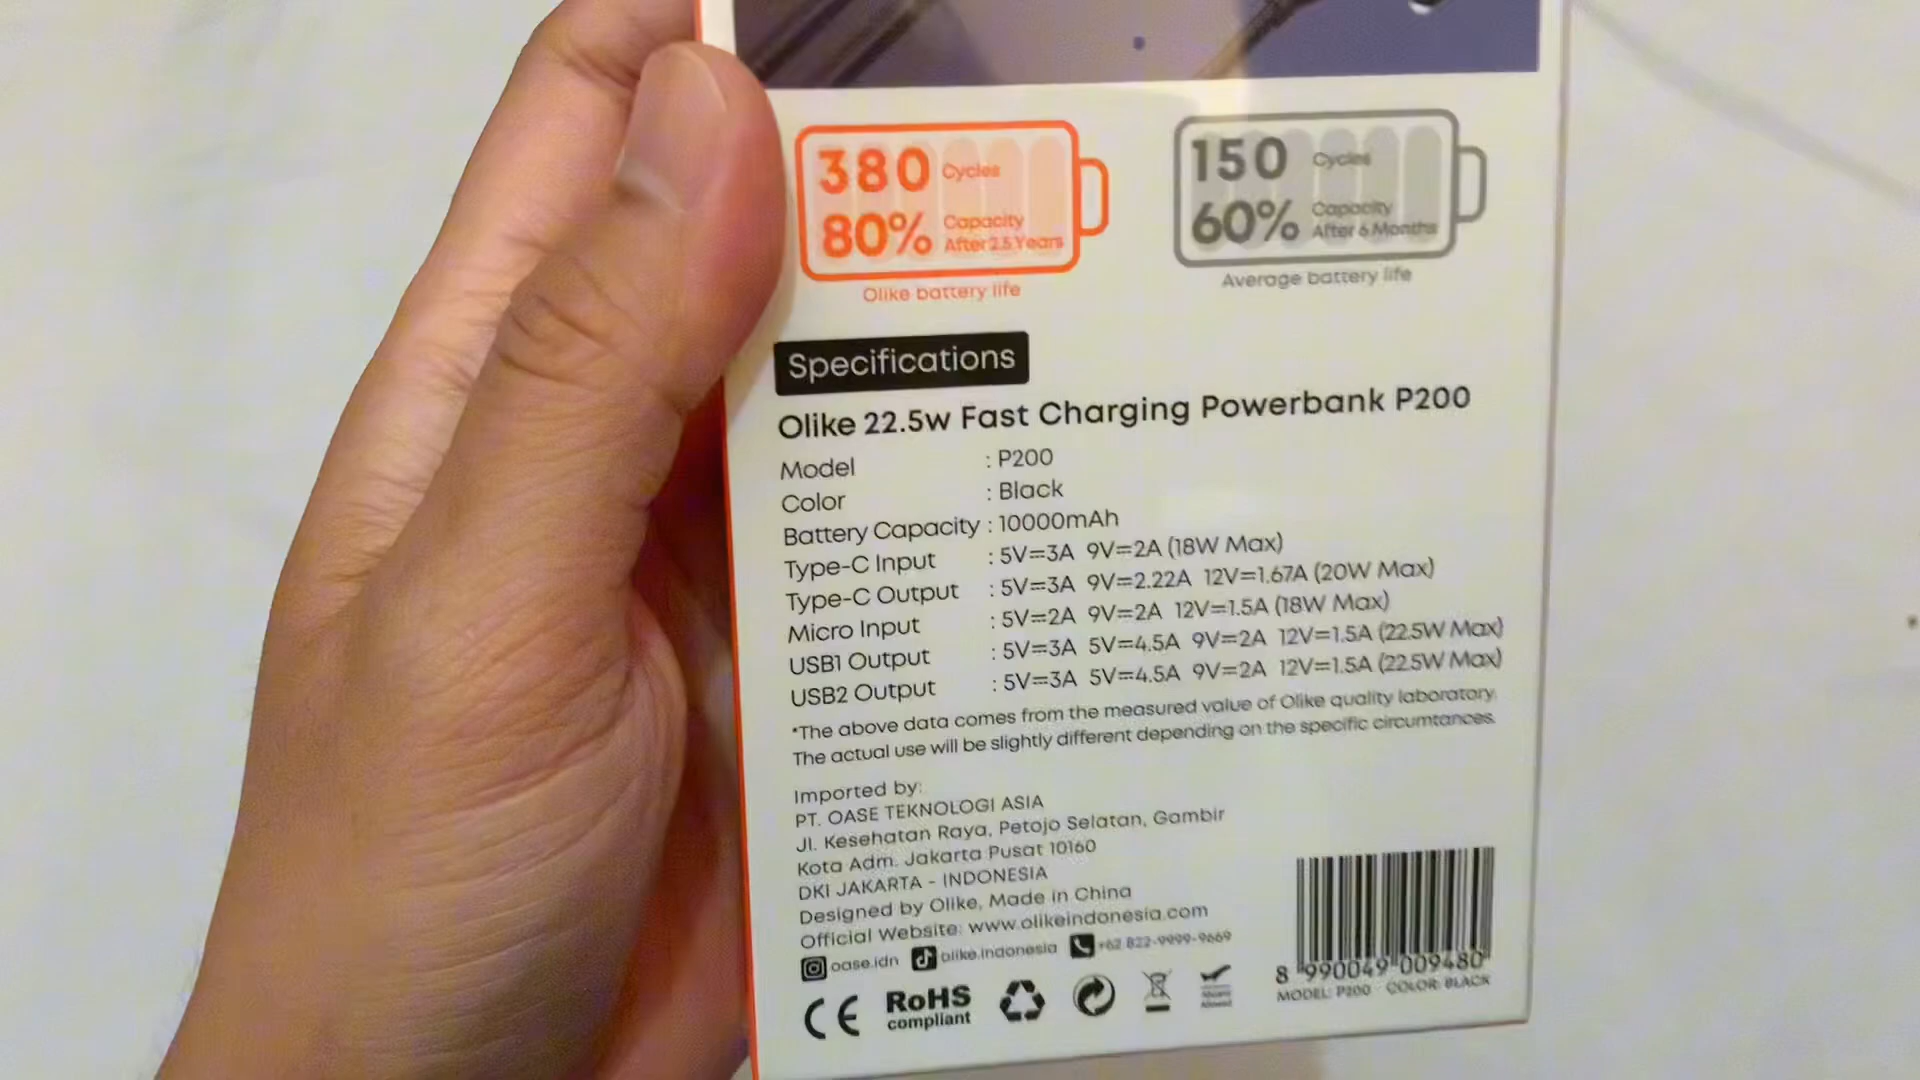 380 Cycles
80% Capacity
After 2.5 Years
Olike battery life
150 Cycles
60% Capacity
After 6 Months
Average battery life
Specifications
Olike 22.5w Fast Charging Powerbank P200
Model : P200
Color : Black
Battery Capacity : 10000mAh
Type-C Input : 5V=3A 9V=2A (18W Max)
Type-C Output : 5V=3A 9V=2.22A 12V=1.67A (20W Max)
Micro Input : 5V=2A 9V=2A 12V=1.5A (18W Max)
USB1 Output : 5V=3A 5V=4.5A 9V=2A 12V=1.5A (22.5W Max)
USB2 Output : 5V=3A 5V=4.5A 9V=2A 12V=1.5A (22.5W Max)
*The above data comes from the measured value of Olike quality laboratory.
The actual use will be slightly different depending on the specific circumtances.
Imported by:
PT. OASE TEKNOLOGI ASIA
Jl. Kesehatan Raya, Petojo Selatan, Gambir
Kota Adm. Jakarta Pusat 10160
DKI JAKARTA - INDONESIA
Designed by Olike, Made in China
Official Website: www.olikeindonesia.com
oase.idn olike.indonesia +62 822-9999-9669
CE RoHS
compliant
8 990049 009480
MODEL: P200 COLOR: BLACK